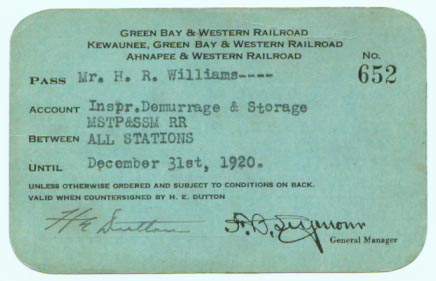 GREEN BAY & WESTERN RAILROAD
KEWAUNEE, GREEN BAY & WESTERN RAILROAD
AHNAPEE & WESTERN RAILROAD
No.
652
PASS Mr. H. R. Williams----
ACCOUNT Inspr. Demurrage & Storage
MSTP&SSM RR
BETWEEN ALL STATIONS
UNTIL December 31st, 1920.
UNLESS OTHERWISE ORDERED AND SUBJECT TO CONDITIONS ON BACK.
VALID WHEN COUNTERSIGNED BY H. E. DUTTON
H E Dutton
F. B. Seymour
General Manager